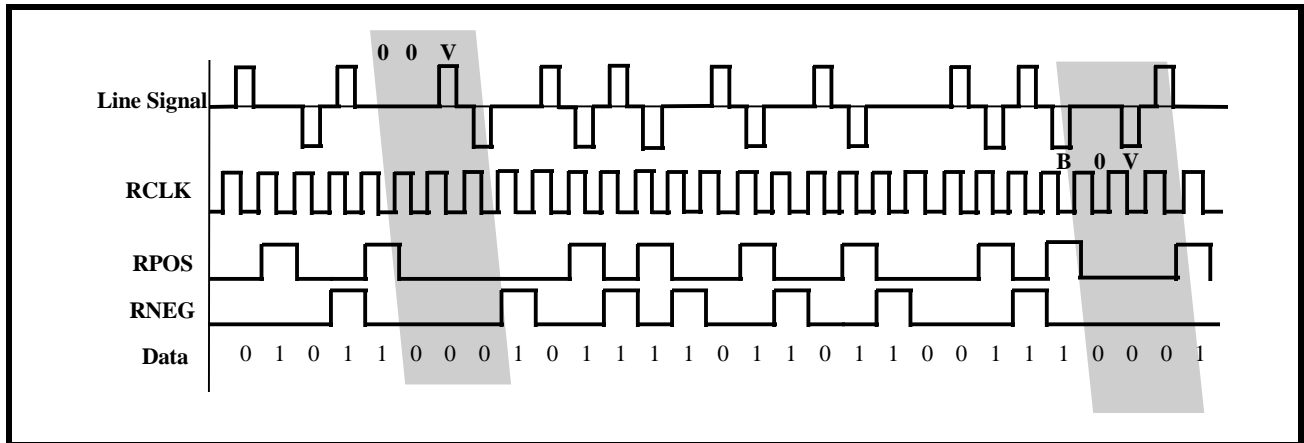 0 0 V
Line Signal
B 0 V
RCLK
RPOS
RNEG
Data 0 1 0 1 1 0 0 0 1 0 1 1 1 1 0 1 1 0 1 1 0 0 1 1 1 0 0 0 1